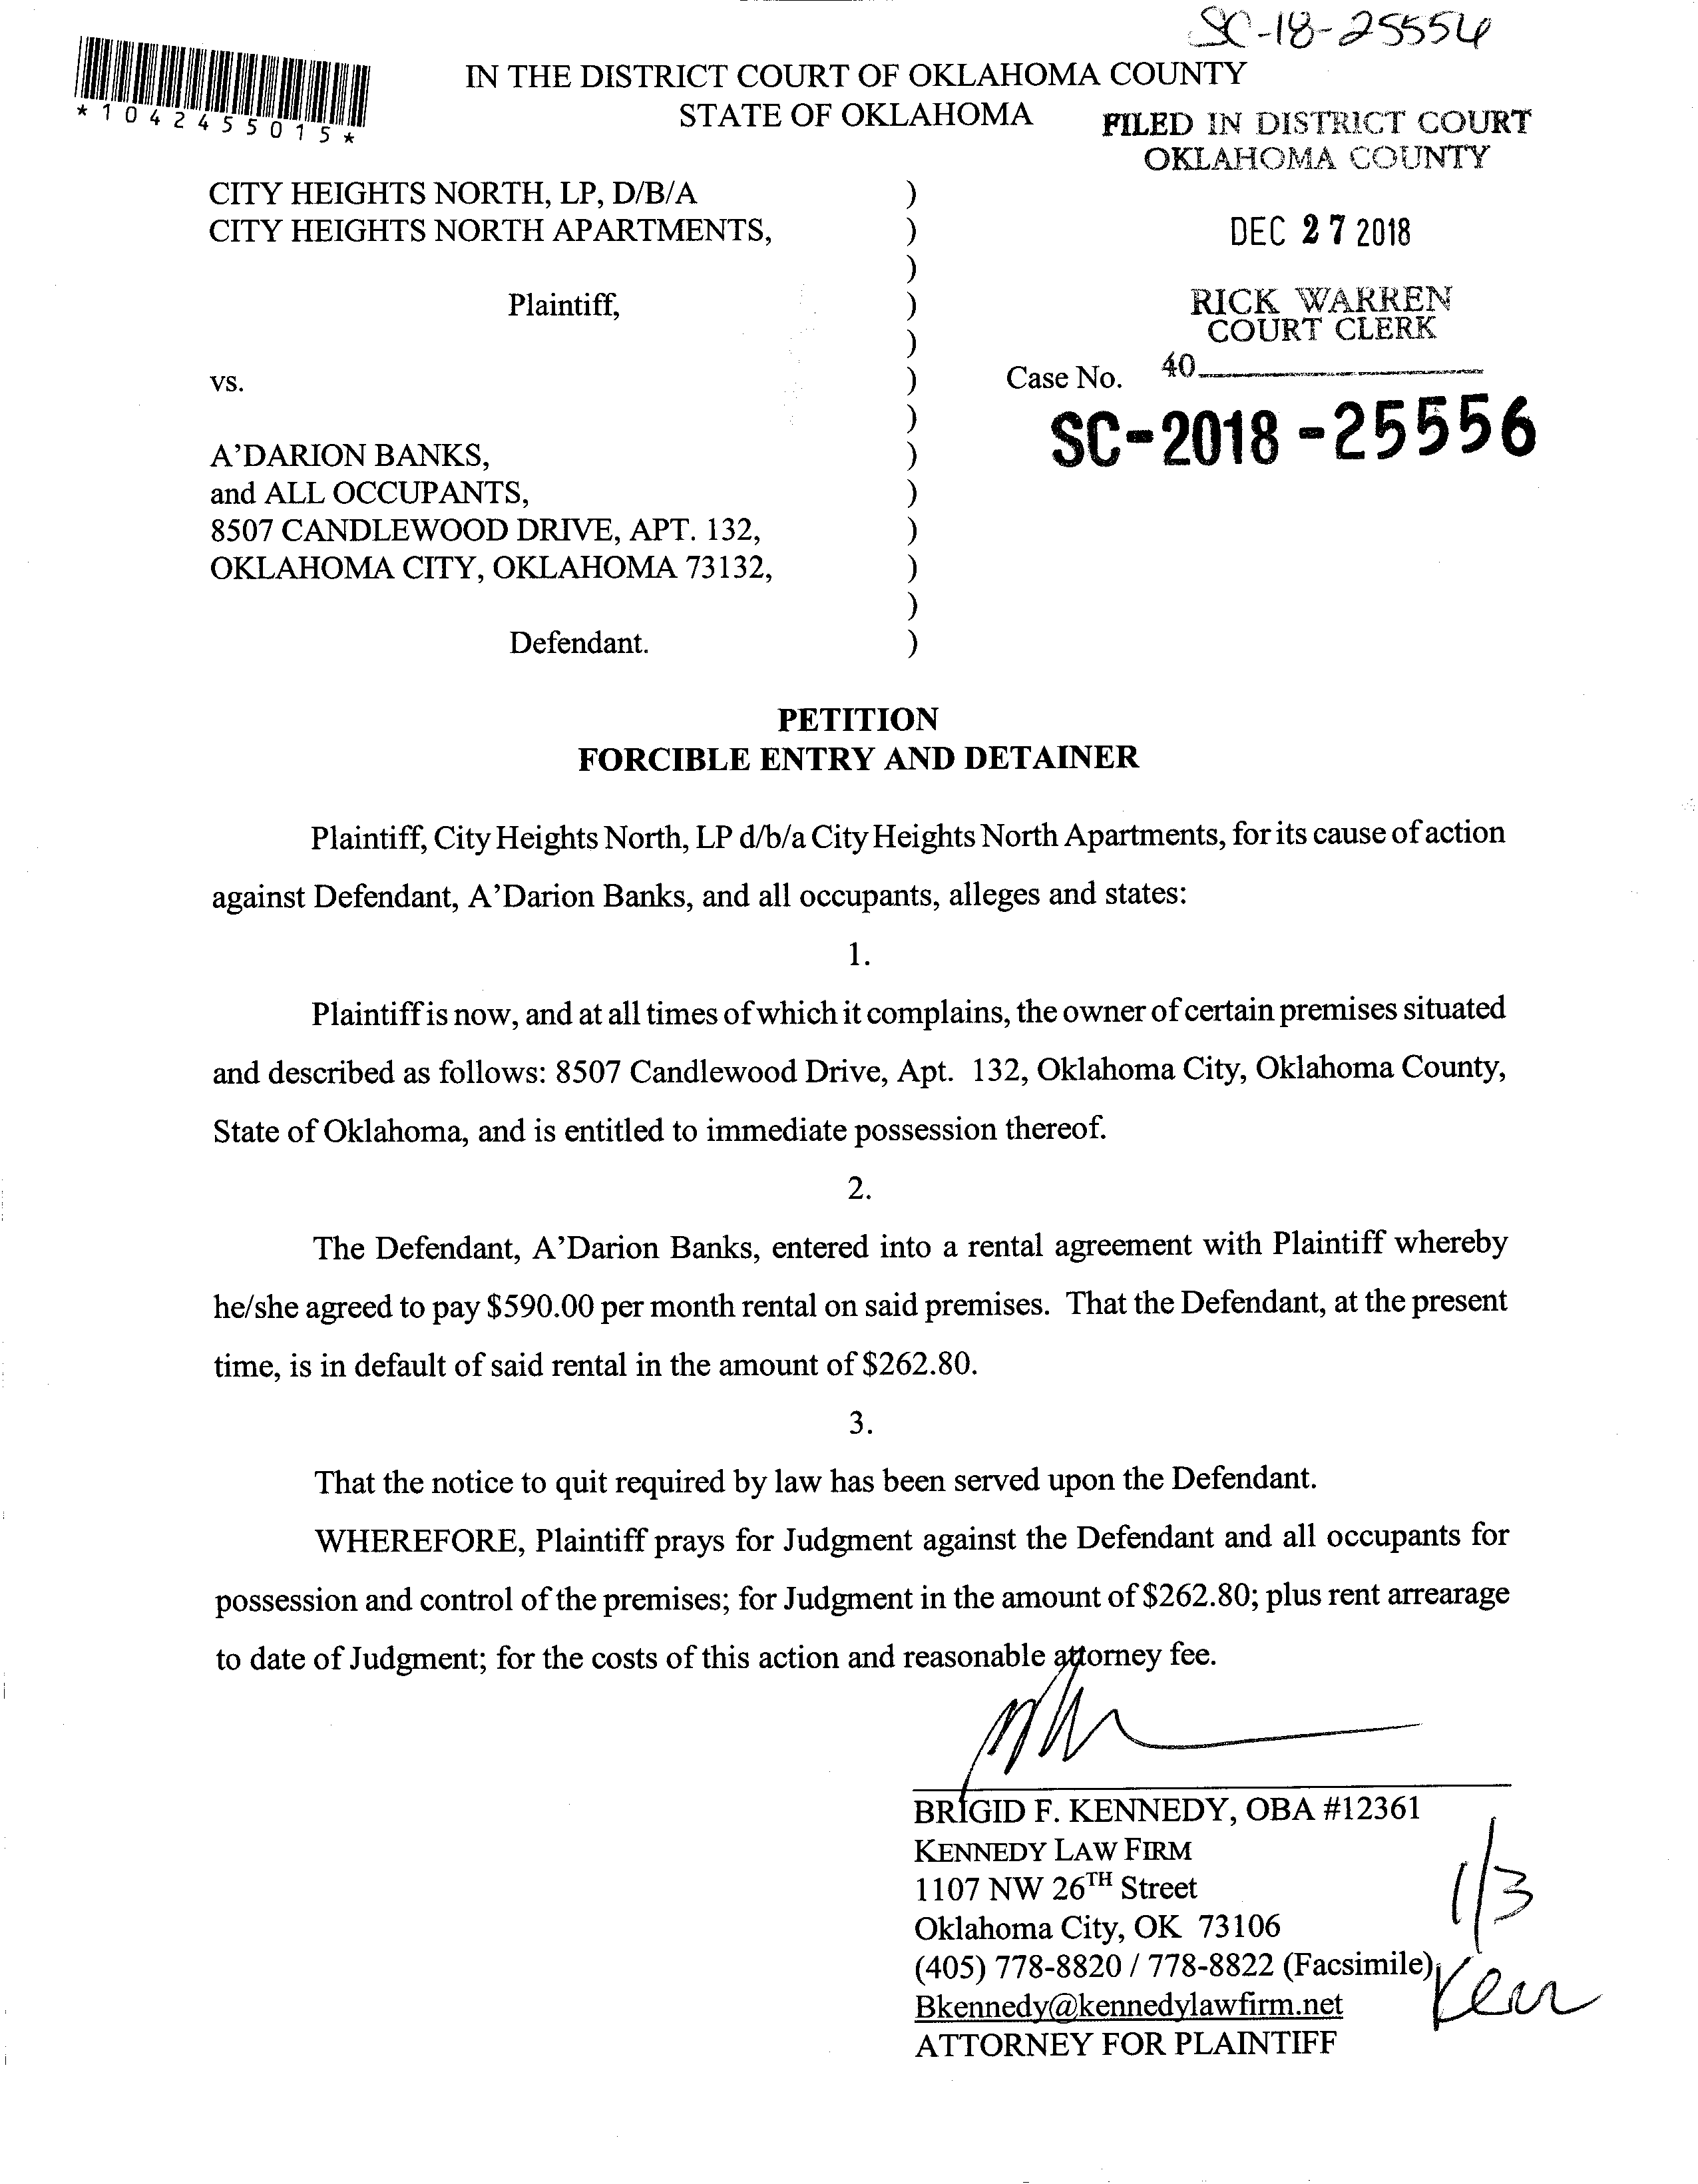 SC-18-25556
IN THE DISTRICT COURT OF OKLAHOMA COUNTY
STATE OF OKLAHOMA
*1042455015*
FILED IN DISTRICT COURT
OKLAHOMA COUNTY
CITY HEIGHTS NORTH, LP, D/B/A )
CITY HEIGHTS NORTH APARTMENTS, )
DEC 27 2018
)
Plaintiff, )
RICK WARREN
COURT CLERK
)
vs. ) Case No. 40
)
SC-2018-25556
A'DARION BANKS, )
and ALL OCCUPANTS, )
8507 CANDLEWOOD DRIVE, APT. 132, )
OKLAHOMA CITY, OKLAHOMA 73132, )
)
Defendant. )
PETITION
FORCIBLE ENTRY AND DETAINER
Plaintiff, City Heights North, LP d/b/a City Heights North Apartments, for its cause of action
against Defendant, A'Darion Banks, and all occupants, alleges and states:
1.
Plaintiff is now, and at all times of which it complains, the owner of certain premises situated
and described as follows: 8507 Candlewood Drive, Apt. 132, Oklahoma City, Oklahoma County,
State of Oklahoma, and is entitled to immediate possession thereof.
2.
The Defendant, A'Darion Banks, entered into a rental agreement with Plaintiff whereby
he/she agreed to pay $590.00 per month rental on said premises. That the Defendant, at the present
time, is in default of said rental in the amount of $262.80.
3.
That the notice to quit required by law has been served upon the Defendant.
WHEREFORE, Plaintiff prays for Judgment against the Defendant and all occupants for
possession and control of the premises; for Judgment in the amount of $262.80; plus rent arrearage
to date of Judgment; for the costs of this action and reasonable attorney fee.
BRIGID F. KENNEDY, OBA #12361
KENNEDY LAW FIRM
1107 NW 26TH Street
Oklahoma City, OK 73106
(405) 778-8820 / 778-8822 (Facsimile)
Bkennedy@kennedylawfirm.net
ATTORNEY FOR PLAINTIFF
1/3